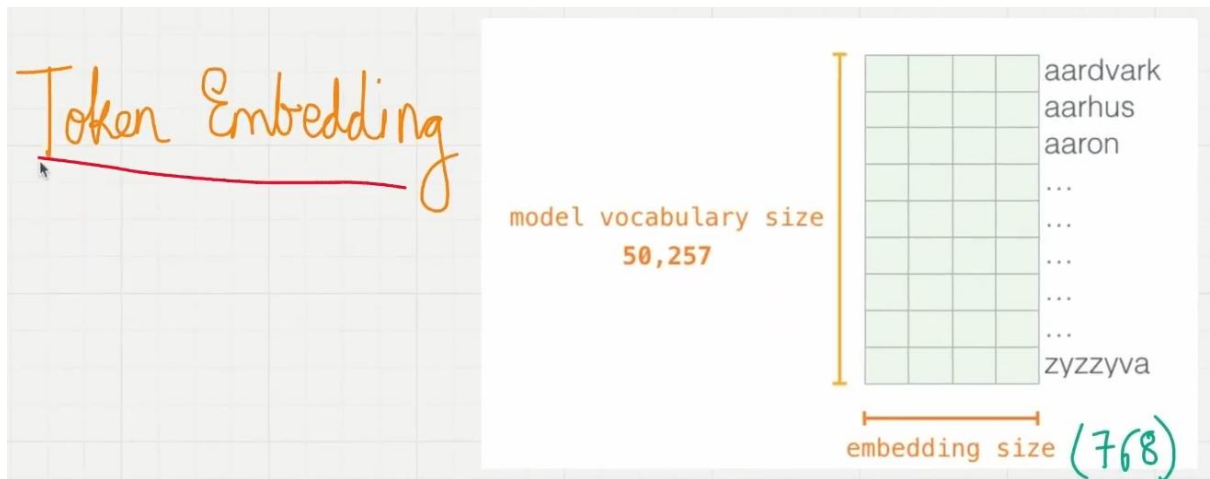 Token Embedding
model vocabulary size
50,257
aardvark
aarhus
aaron
...
...
...
...
...
zyzzyva
embedding size (768)